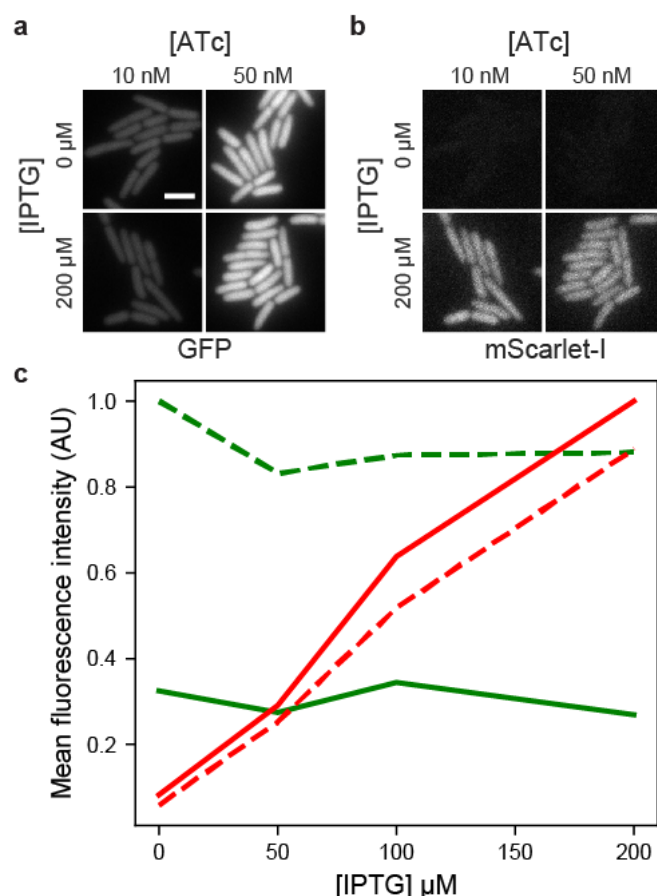 a
[ATc]
10 nM 50 nM
[IPTG]
0 µM
200 µM
GFP
b
[ATc]
10 nM 50 nM
[IPTG]
0 µM
200 µM
mScarlet-I
c
Mean fluorescence intensity (AU)
1.0
0.8
0.6
0.4
0.2
0 50 100 150 200
[IPTG] µM